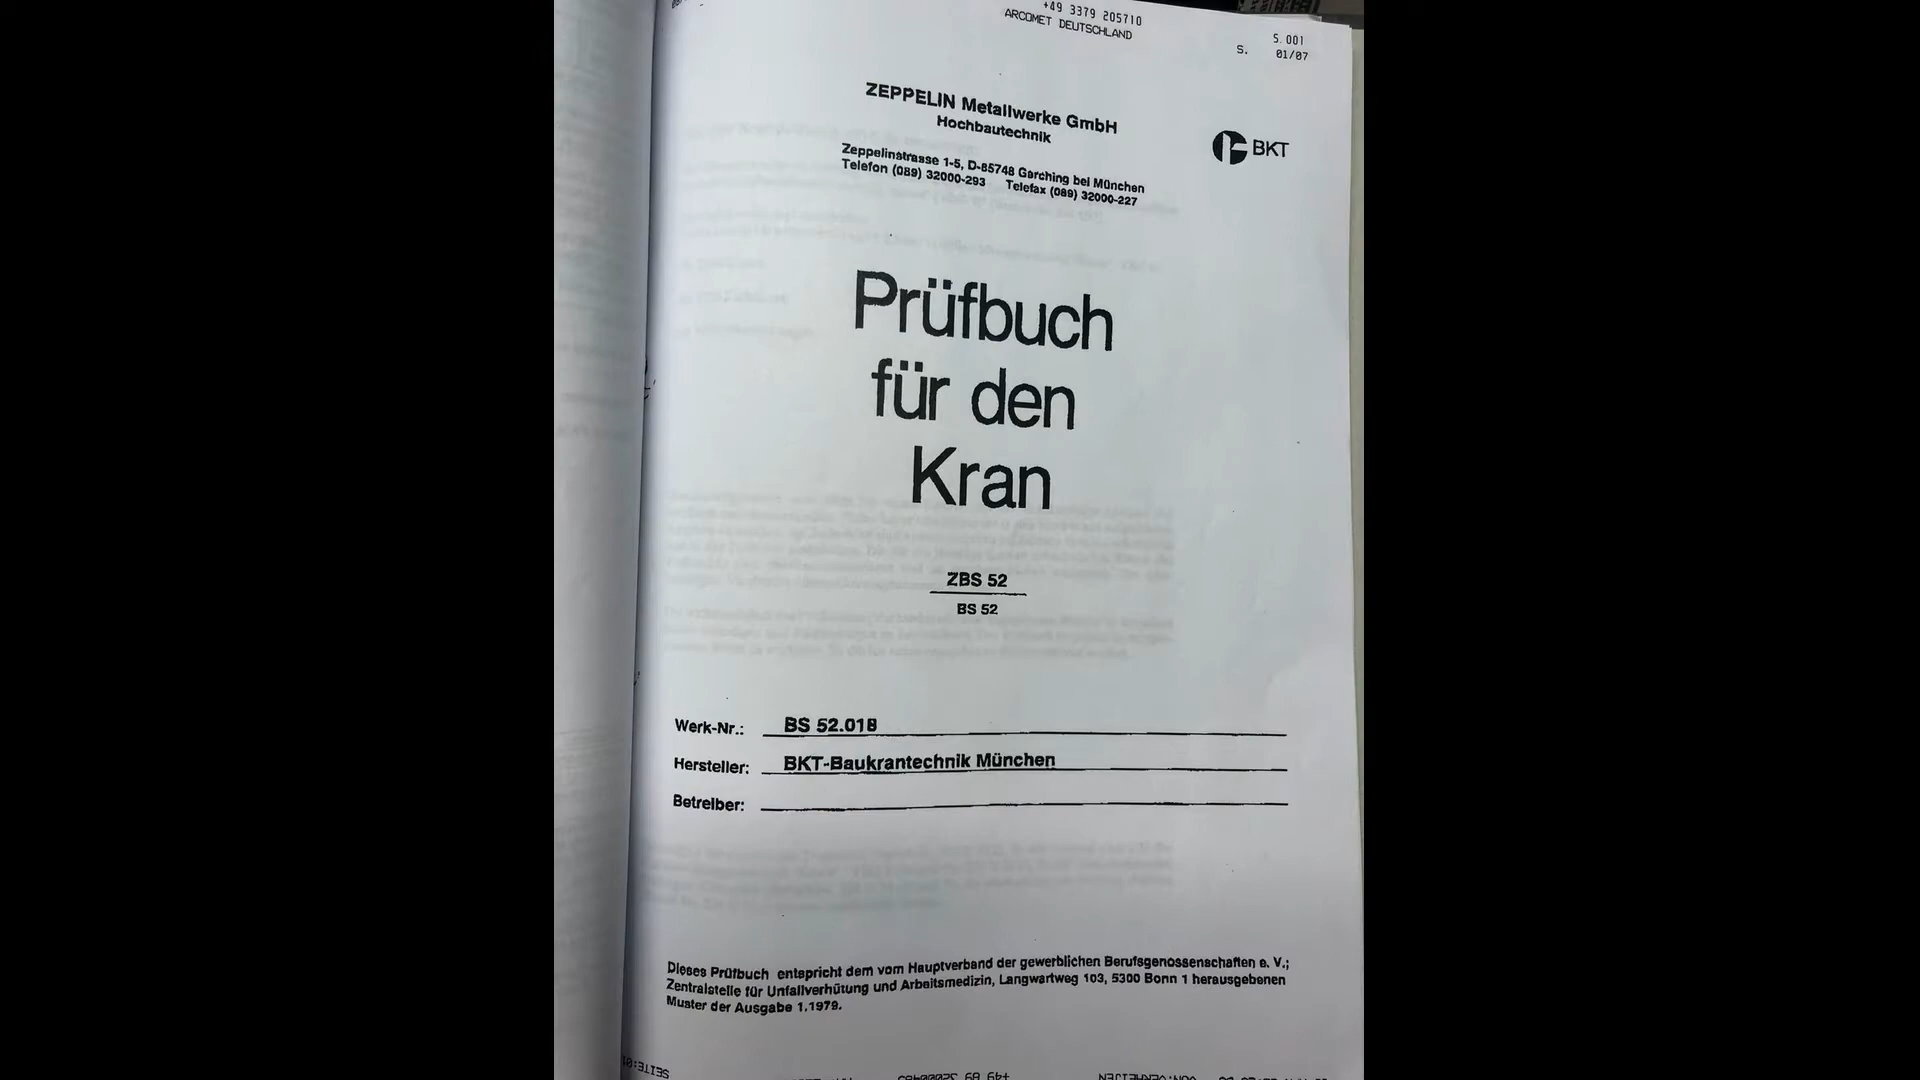 +49 3379 205710
ARCOMET DEUTSCHLAND
S. 001
S. 01/07
ZEPPELIN Metallwerke GmbH
Hochbautechnik
BKT
Zeppelinstrasse 1-5, D-85748 Garching bei München
Telefon (089) 32000-293 Telefax (089) 32000-227
Prüfbuch
für den
Kran
ZBS 52
BS 52
Werk-Nr.: BS 52.018
Hersteller: BKT-Baukrantechnik München
Betreiber:
Dieses Prüfbuch entspricht dem vom Hauptverband der gewerblichen Berufsgenossenschaften e. V.;
Zentralstelle für Unfallverhütung und Arbeitsmedizin, Langwartweg 103, 5300 Bonn 1 herausgebenen
Muster der Ausgabe 1.1979.